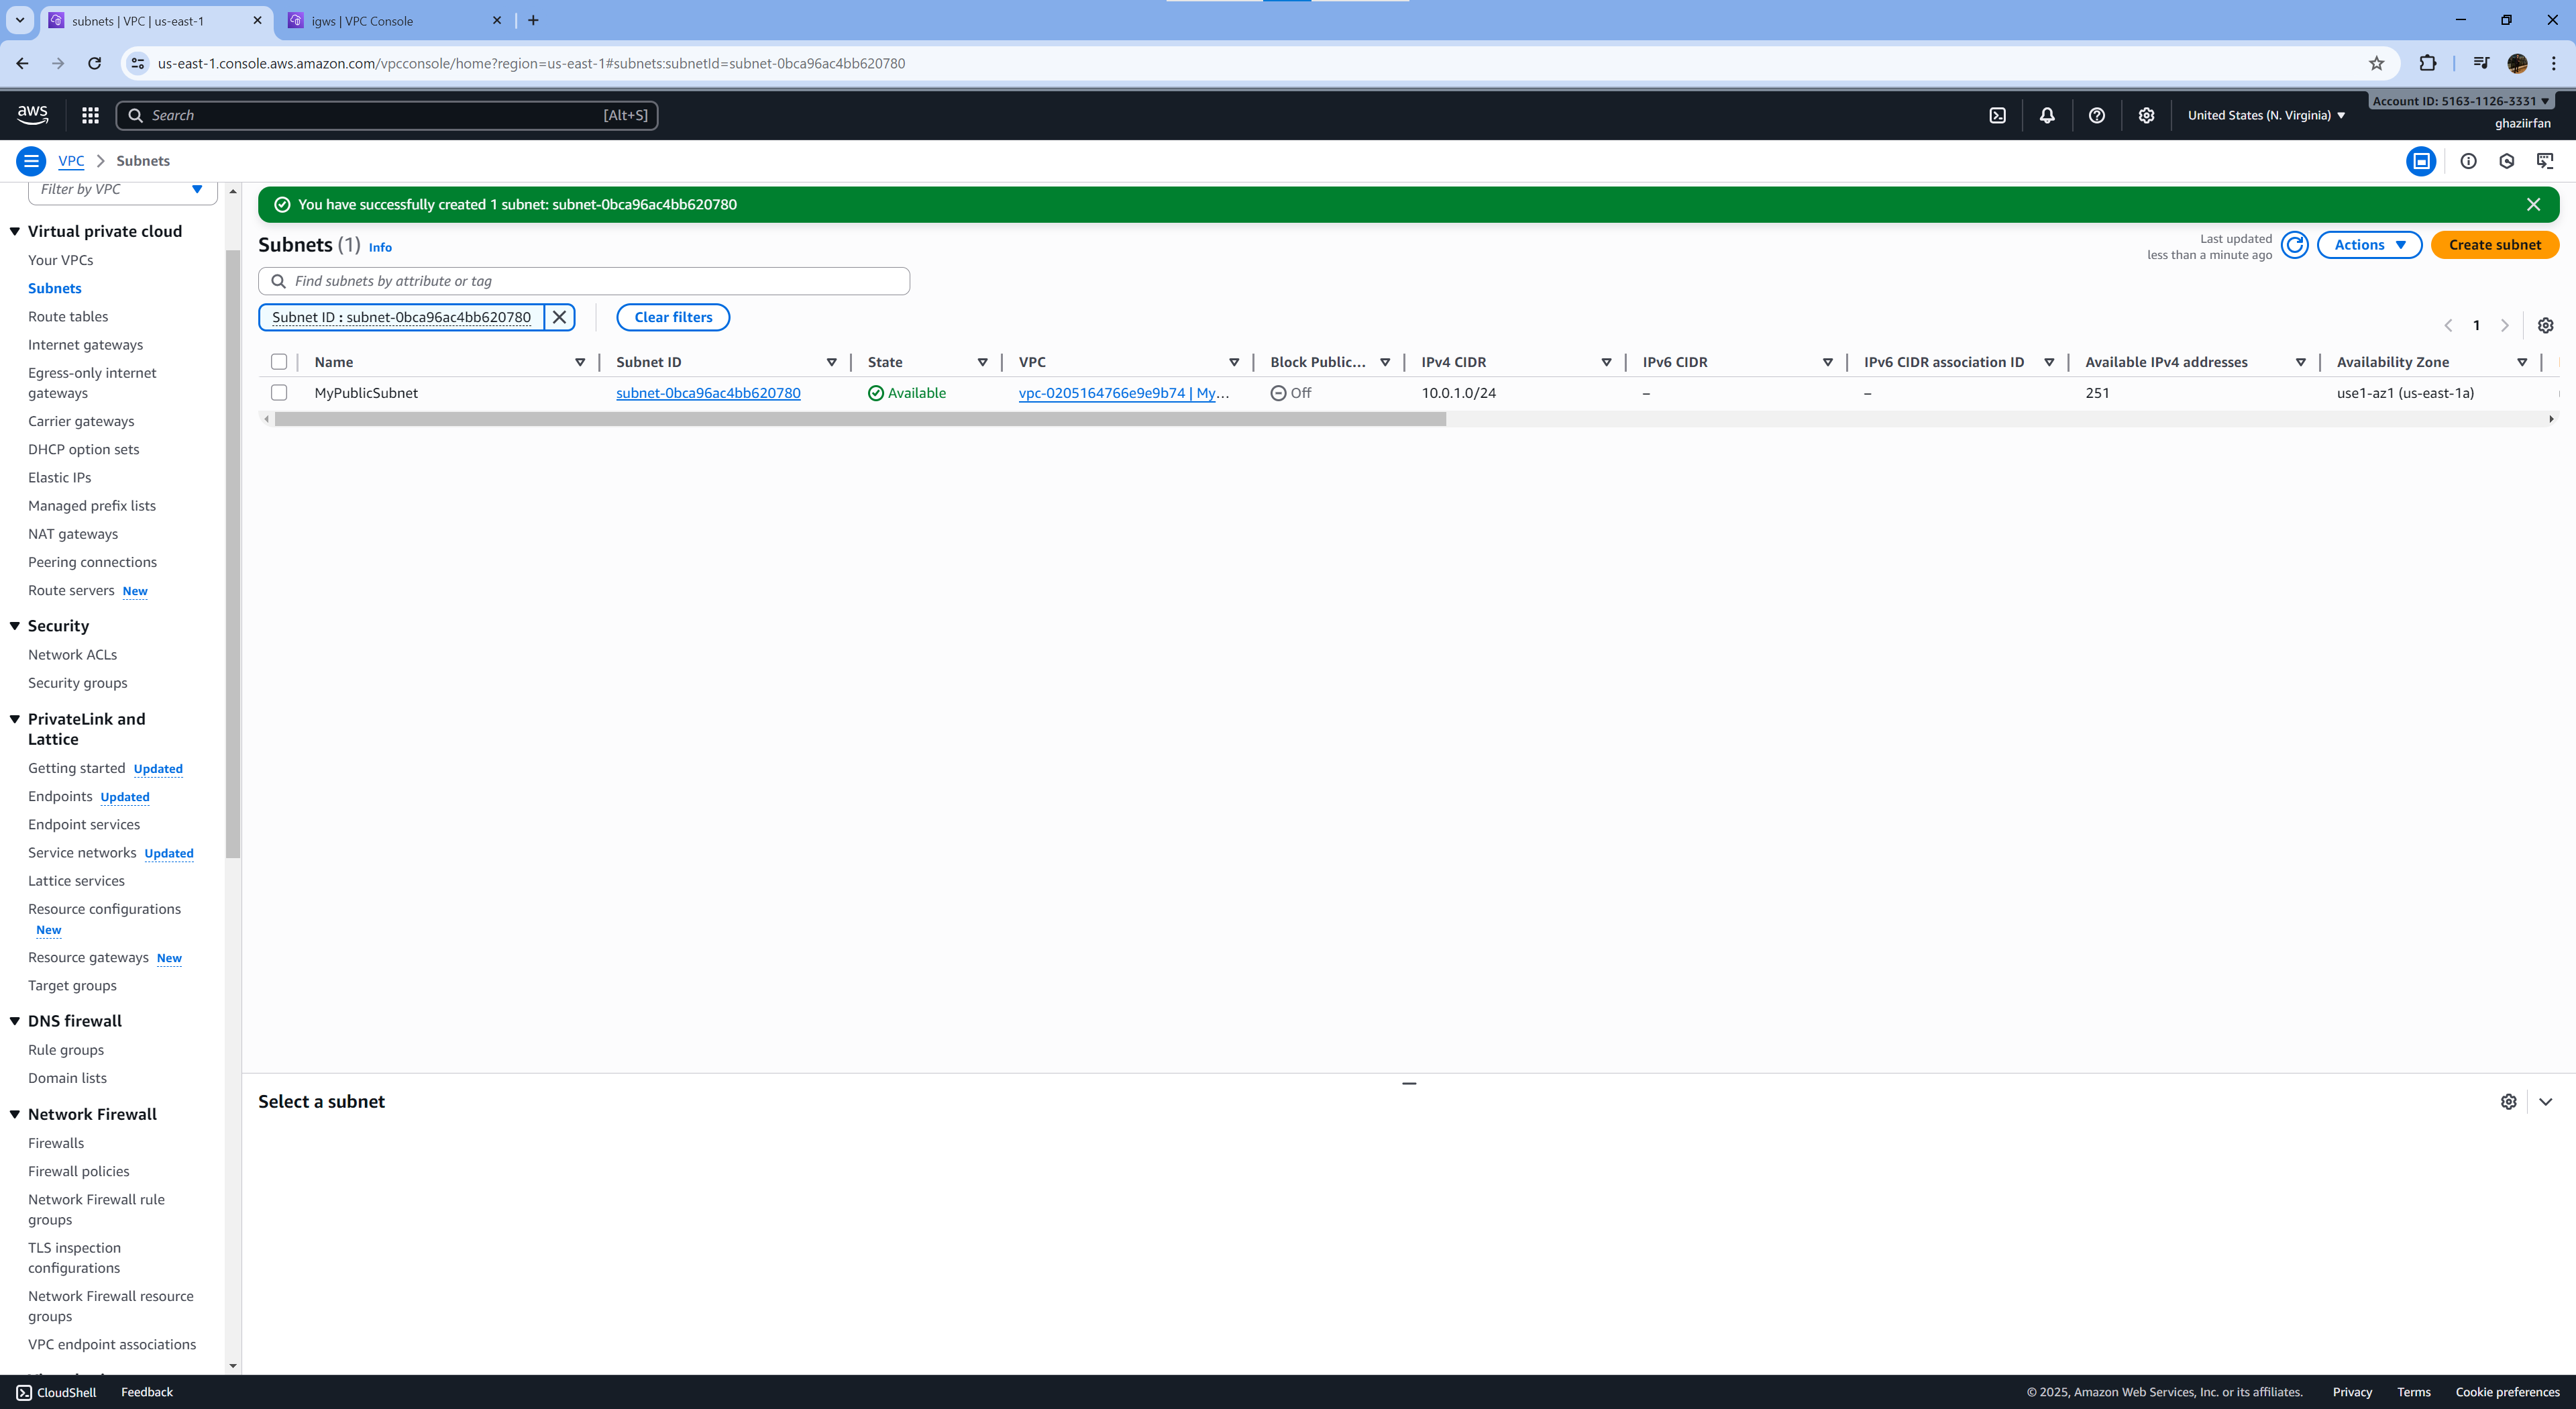 subnets | VPC | us-east-1
igws | VPC Console
us-east-1.console.aws.amazon.com/vpcconsole/home?region=us-east-1#subnets:subnetId=subnet-0bca96ac4bb620780
aws
Search
[Alt+S]
United States (N. Virginia)
Account ID: 5163-1126-3331
ghaziirfan
VPC
Subnets
Filter by VPC
Virtual private cloud
Your VPCs
Subnets
Route tables
Internet gateways
Egress-only internet
gateways
Carrier gateways
DHCP option sets
Elastic IPs
Managed prefix lists
NAT gateways
Peering connections
Route servers New
Security
Network ACLs
Security groups
PrivateLink and
Lattice
Getting started Updated
Endpoints Updated
Endpoint services
Service networks Updated
Lattice services
Resource configurations
New
Resource gateways New
Target groups
DNS firewall
Rule groups
Domain lists
Network Firewall
Firewalls
Firewall policies
Network Firewall rule
groups
TLS inspection
configurations
Network Firewall resource
groups
VPC endpoint associations
You have successfully created 1 subnet: subnet-0bca96ac4bb620780
Subnets (1) Info
Last updated
less than a minute ago
Actions
Create subnet
Find subnets by attribute or tag
Subnet ID : subnet-0bca96ac4bb620780
Clear filters
1
Name Subnet ID State VPC Block Public... IPv4 CIDR IPv6 CIDR IPv6 CIDR association ID Available IPv4 addresses Availability Zone
MyPublicSubnet subnet-0bca96ac4bb620780 Available vpc-0205164766e9e9b74 | My... Off 10.0.1.0/24 – – 251 use1-az1 (us-east-1a)
Select a subnet
CloudShell
Feedback
© 2025, Amazon Web Services, Inc. or its affiliates.
Privacy
Terms
Cookie preferences